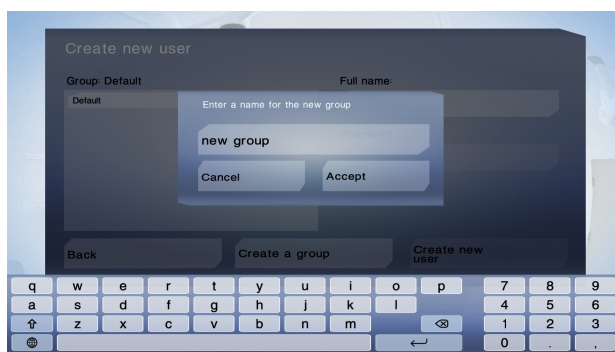 Create new user
Group: Default
Full name:
Default
Enter a name for the new group
new group
Password:
Cancel
Accept
Back
Create a group
Create new
user
q w e r t y u i o p 7 8 9
a s d f g h j k l 4 5 6
z x c v b n m 1 2 3
0 . ,